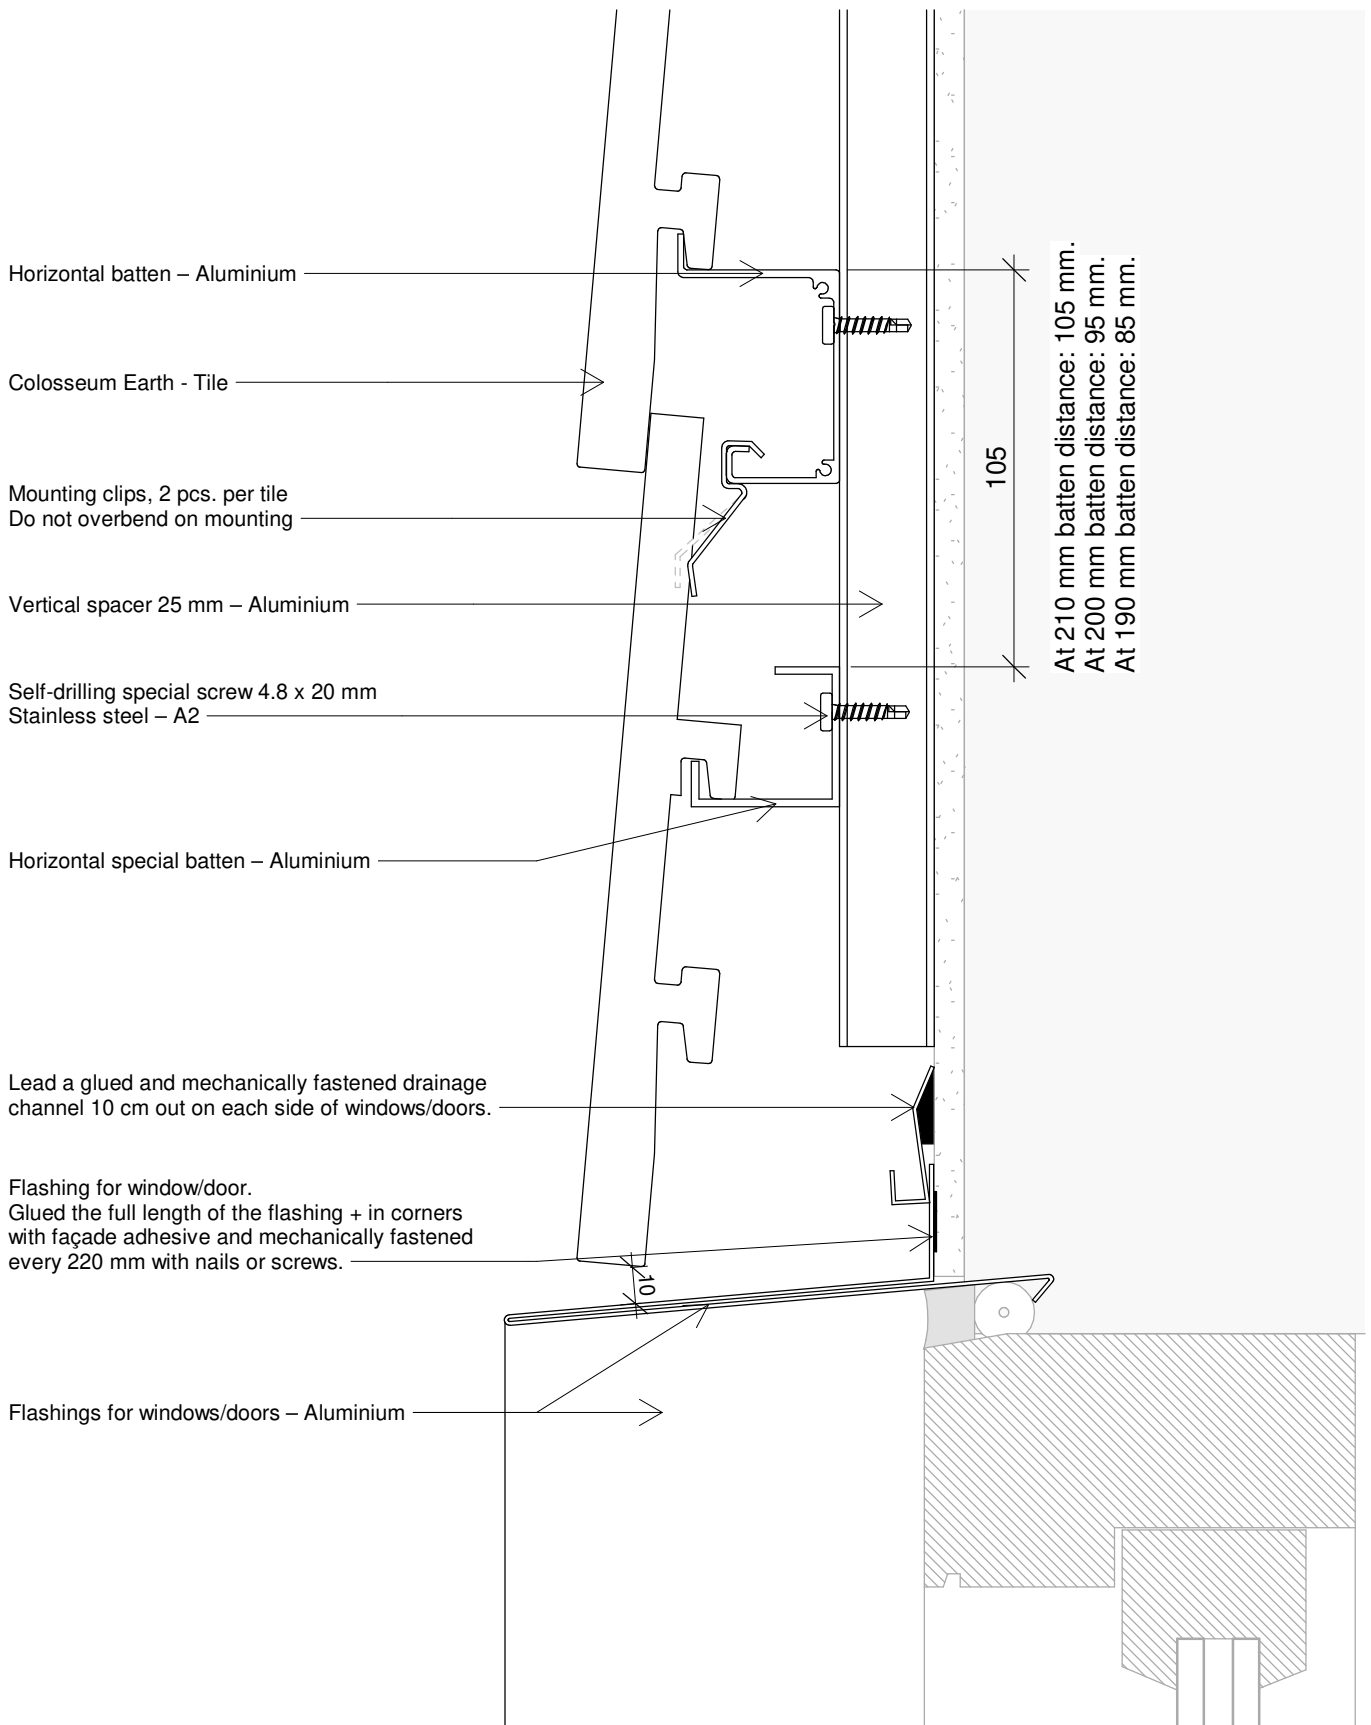 Horizontal batten – Aluminium
Colosseum Earth - Tile
Mounting clips, 2 pcs. per tile
Do not overbend on mounting
Vertical spacer 25 mm – Aluminium
Self-drilling special screw 4.8 x 20 mm
Stainless steel – A2
Horizontal special batten – Aluminium
Lead a glued and mechanically fastened drainage
channel 10 cm out on each side of windows/doors.
Flashing for window/door.
Glued the full length of the flashing + in corners
with façade adhesive and mechanically fastened
every 220 mm with nails or screws.
Flashings for windows/doors – Aluminium
10
105
At 210 mm batten distance: 105 mm.
At 200 mm batten distance: 95 mm.
At 190 mm batten distance: 85 mm.